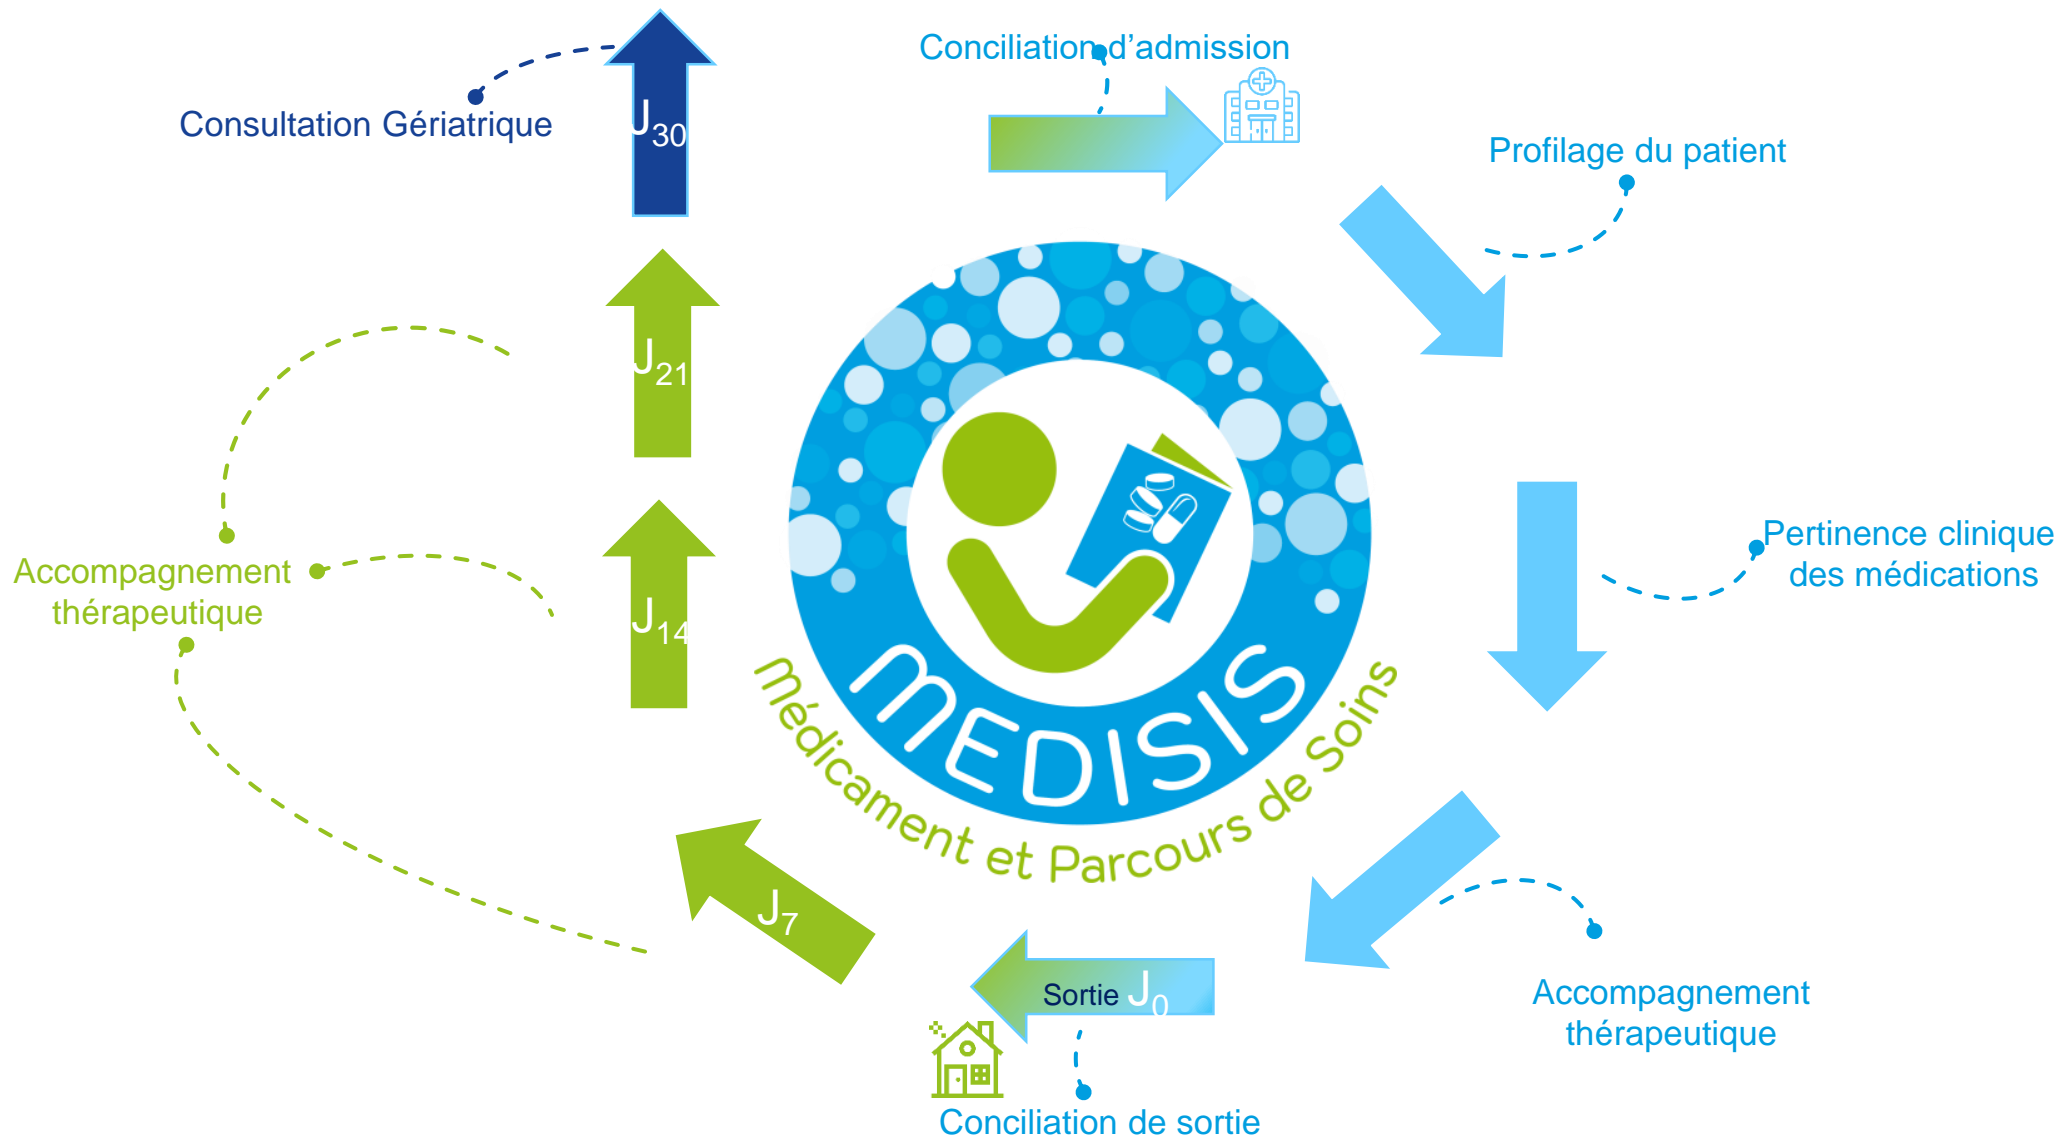 Conciliation d'admission
Profilage du patient
Pertinence clinique
des médications
Accompagnement
thérapeutique
Sortie J0
Conciliation de sortie
J7
J14
J21
Accompagnement
thérapeutique
J30
Consultation Gériatrique
MEDISIS
Médicament et Parcours de Soins